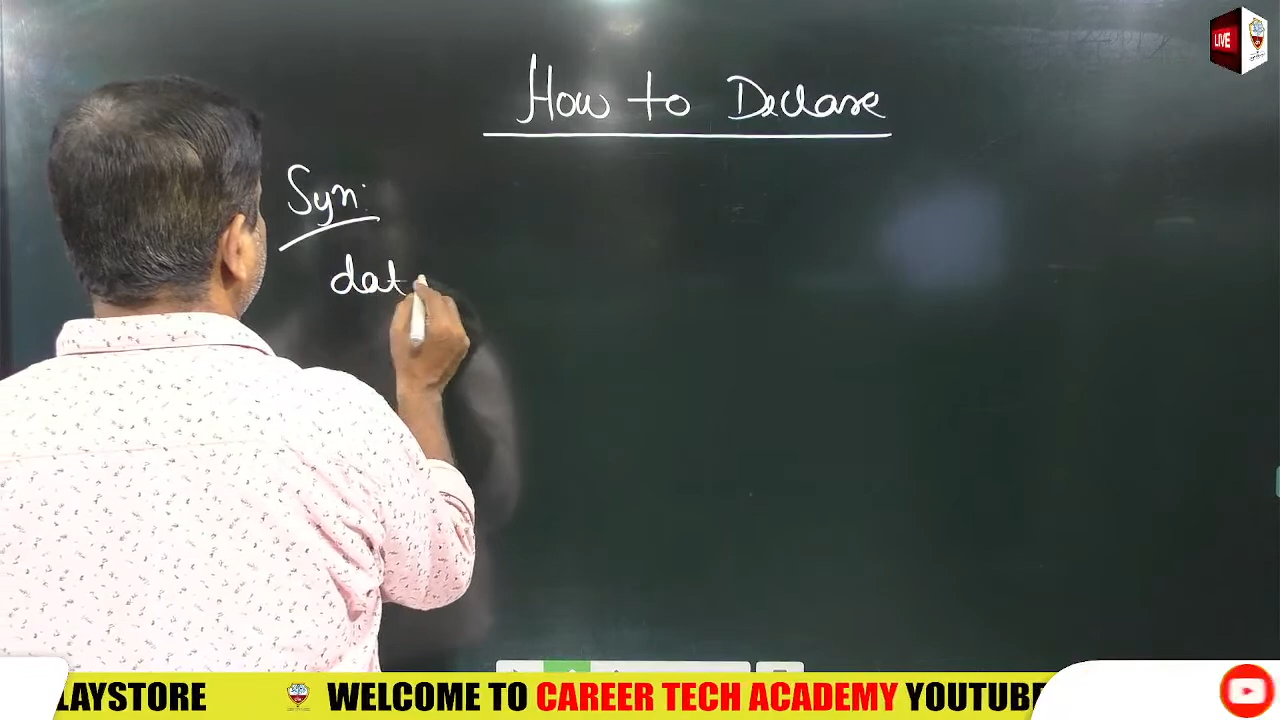 LIVE
How to Declare
Syn:
dat
LAYSTORE WELCOME TO CAREER TECH ACADEMY YOUTUBE